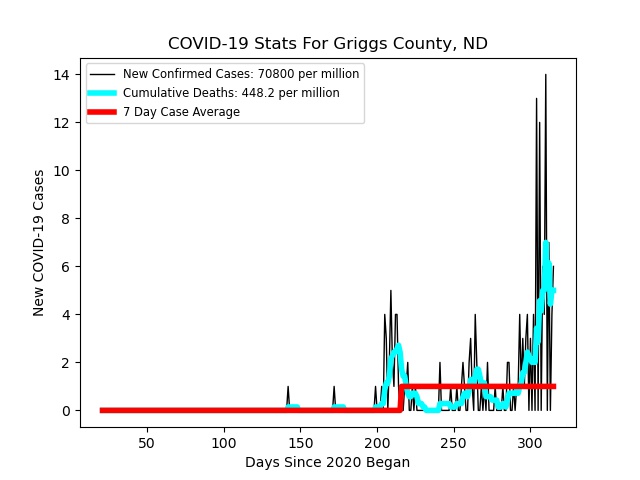 COVID-19 Stats For Griggs County, ND
New Confirmed Cases: 70800 per million
Cumulative Deaths: 448.2 per million
7 Day Case Average
14
12
10
8
6
4
2
0
New COVID-19 Cases
50 100 150 200 250 300
Days Since 2020 Began